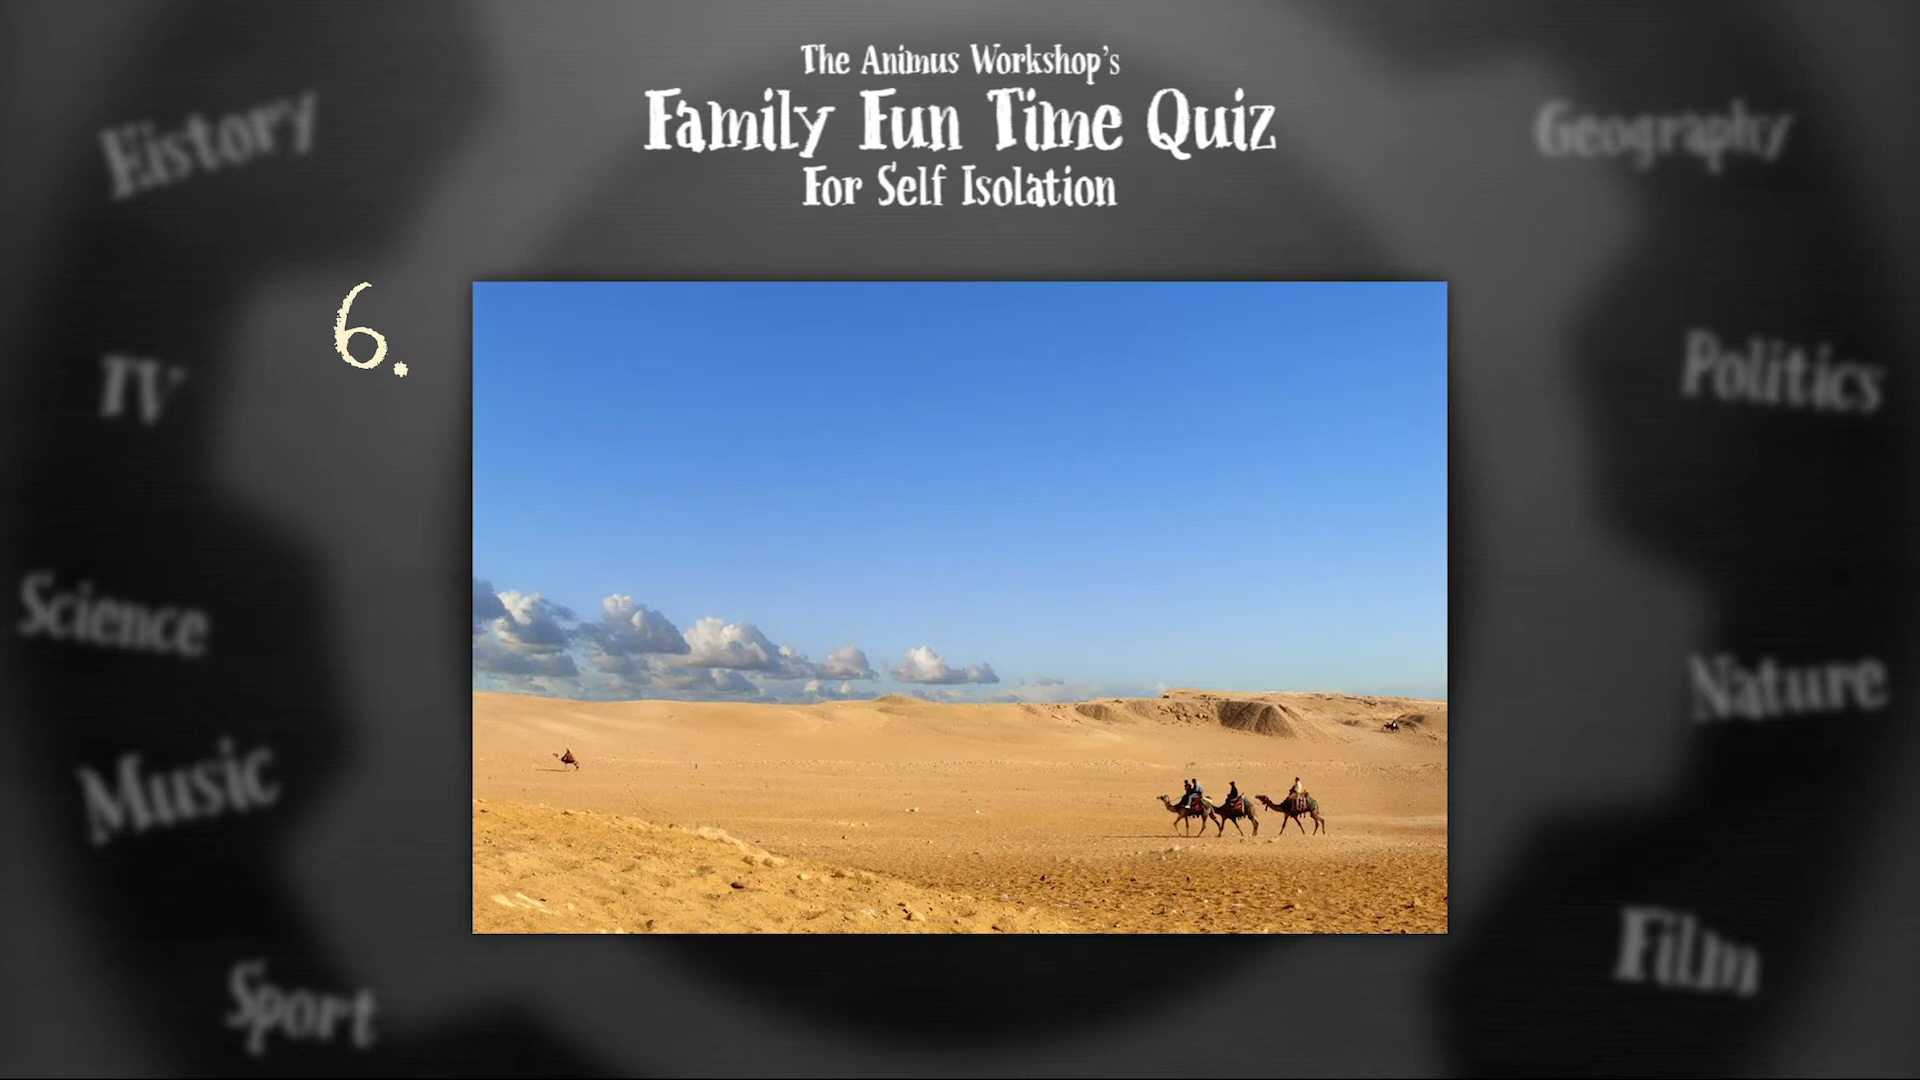 The Animus Workshop's
Family Fun Time Quiz
For Self Isolation
History
Geography
6.
TV
Politics
Science
Nature
Music
Film
Sport